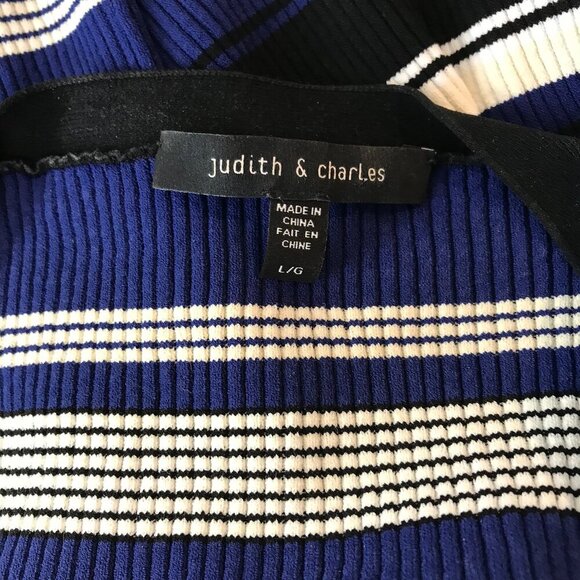 judith & charles
MADE IN
CHINA
FAIT EN
CHINE
L/G